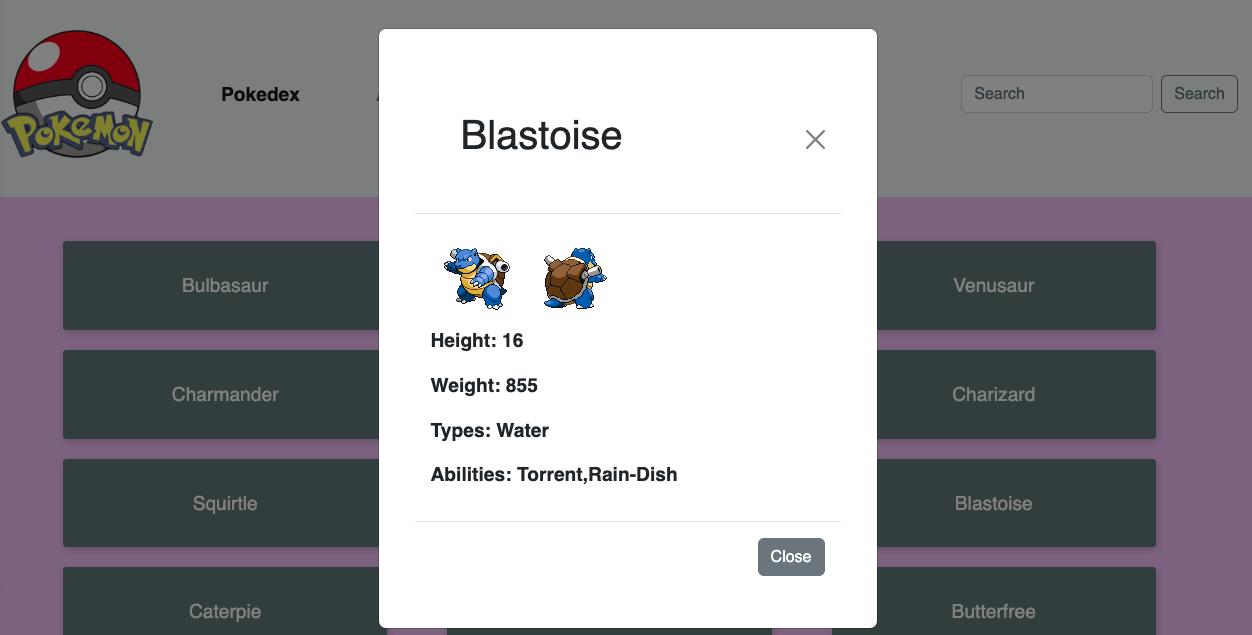 POKéMON
Pokedex
Search
Search
Blastoise
Bulbasaur
Venusaur
Height: 16
Weight: 855
Charmander
Charizard
Types: Water
Abilities: Torrent,Rain-Dish
Squirtle
Blastoise
Close
Caterpie
Butterfree